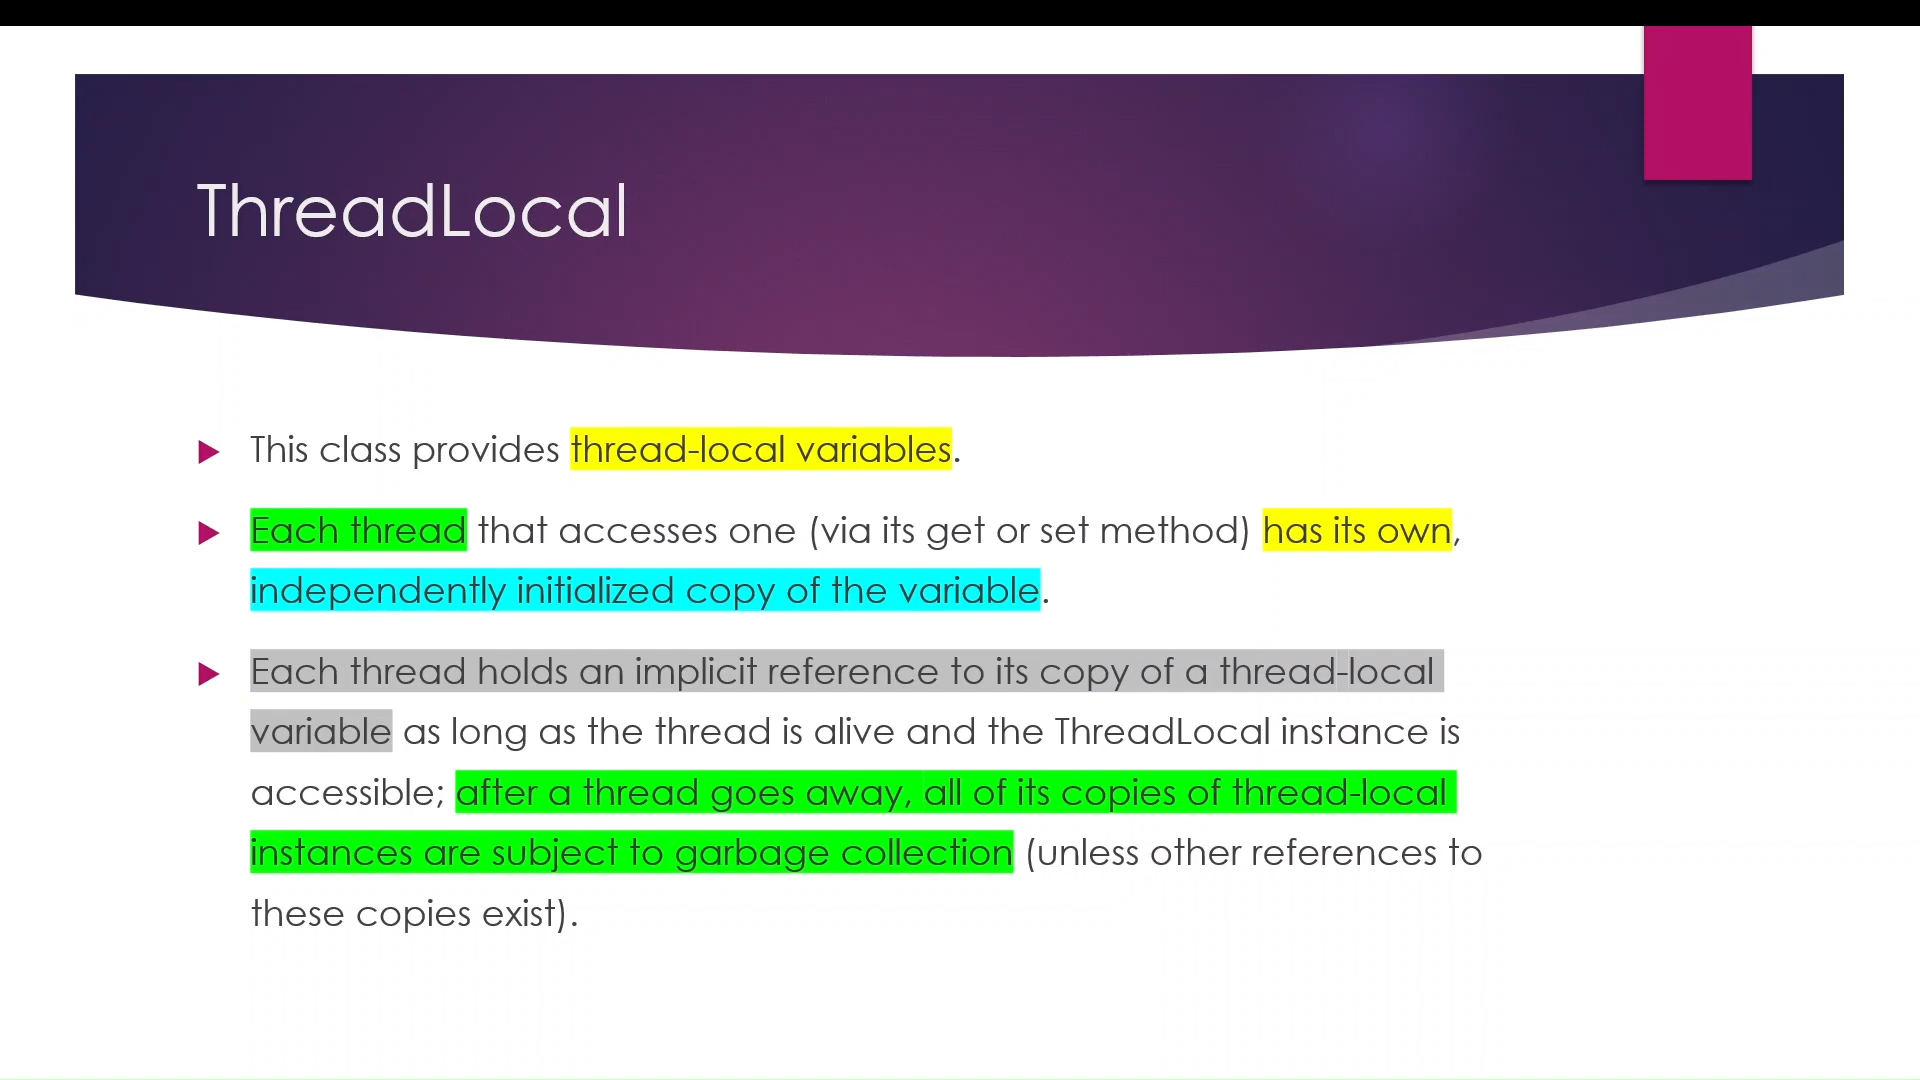 ThreadLocal
This class provides thread-local variables.
Each thread that accesses one (via its get or set method) has its own,
independently initialized copy of the variable.
Each thread holds an implicit reference to its copy of a thread-local
variable as long as the thread is alive and the ThreadLocal instance is
accessible; after a thread goes away, all of its copies of thread-local
instances are subject to garbage collection (unless other references to
these copies exist).